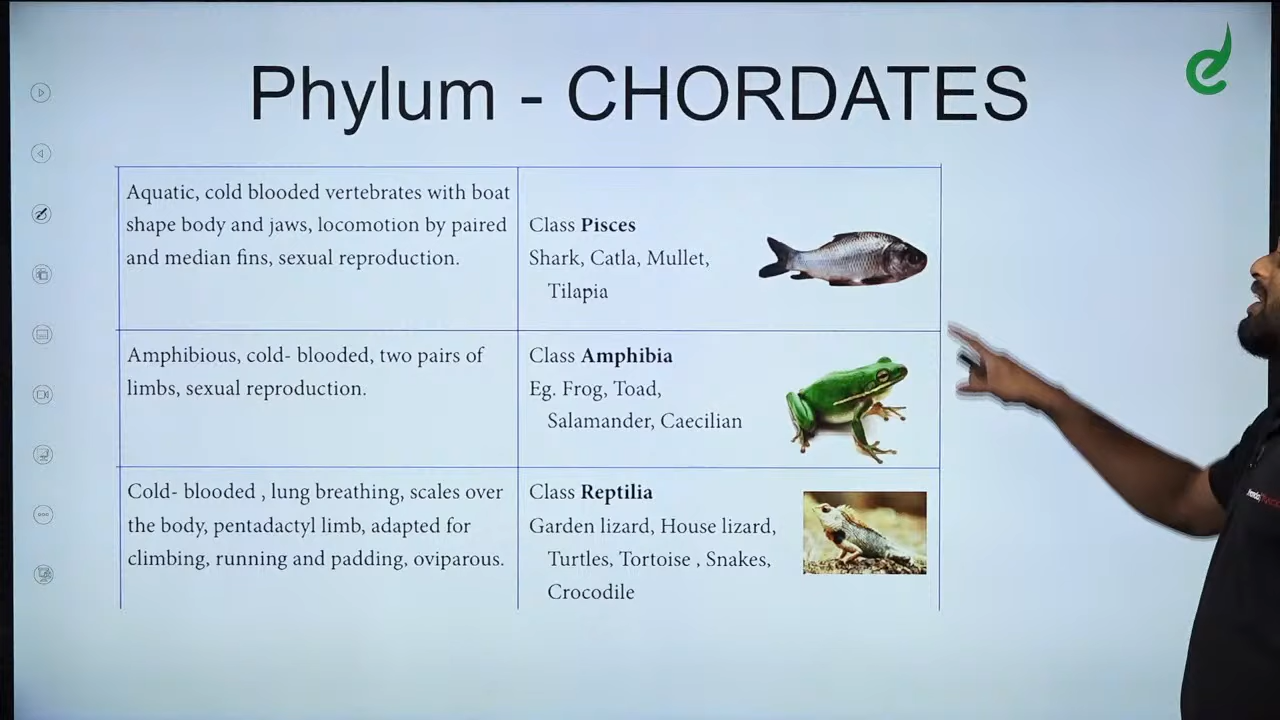 Phylum - CHORDATES
Aquatic, cold blooded vertebrates with boat
shape body and jaws, locomotion by paired
and median fins, sexual reproduction.
Class Pisces
Shark, Catla, Mullet,
Tilapia
Amphibious, cold- blooded, two pairs of
limbs, sexual reproduction.
Class Amphibia
Eg. Frog, Toad,
Salamander, Caecilian
Cold- blooded , lung breathing, scales over
the body, pentadactyl limb, adapted for
climbing, running and padding, oviparous.
Class Reptilia
Garden lizard, House lizard,
Turtles, Tortoise , Snakes,
Crocodile